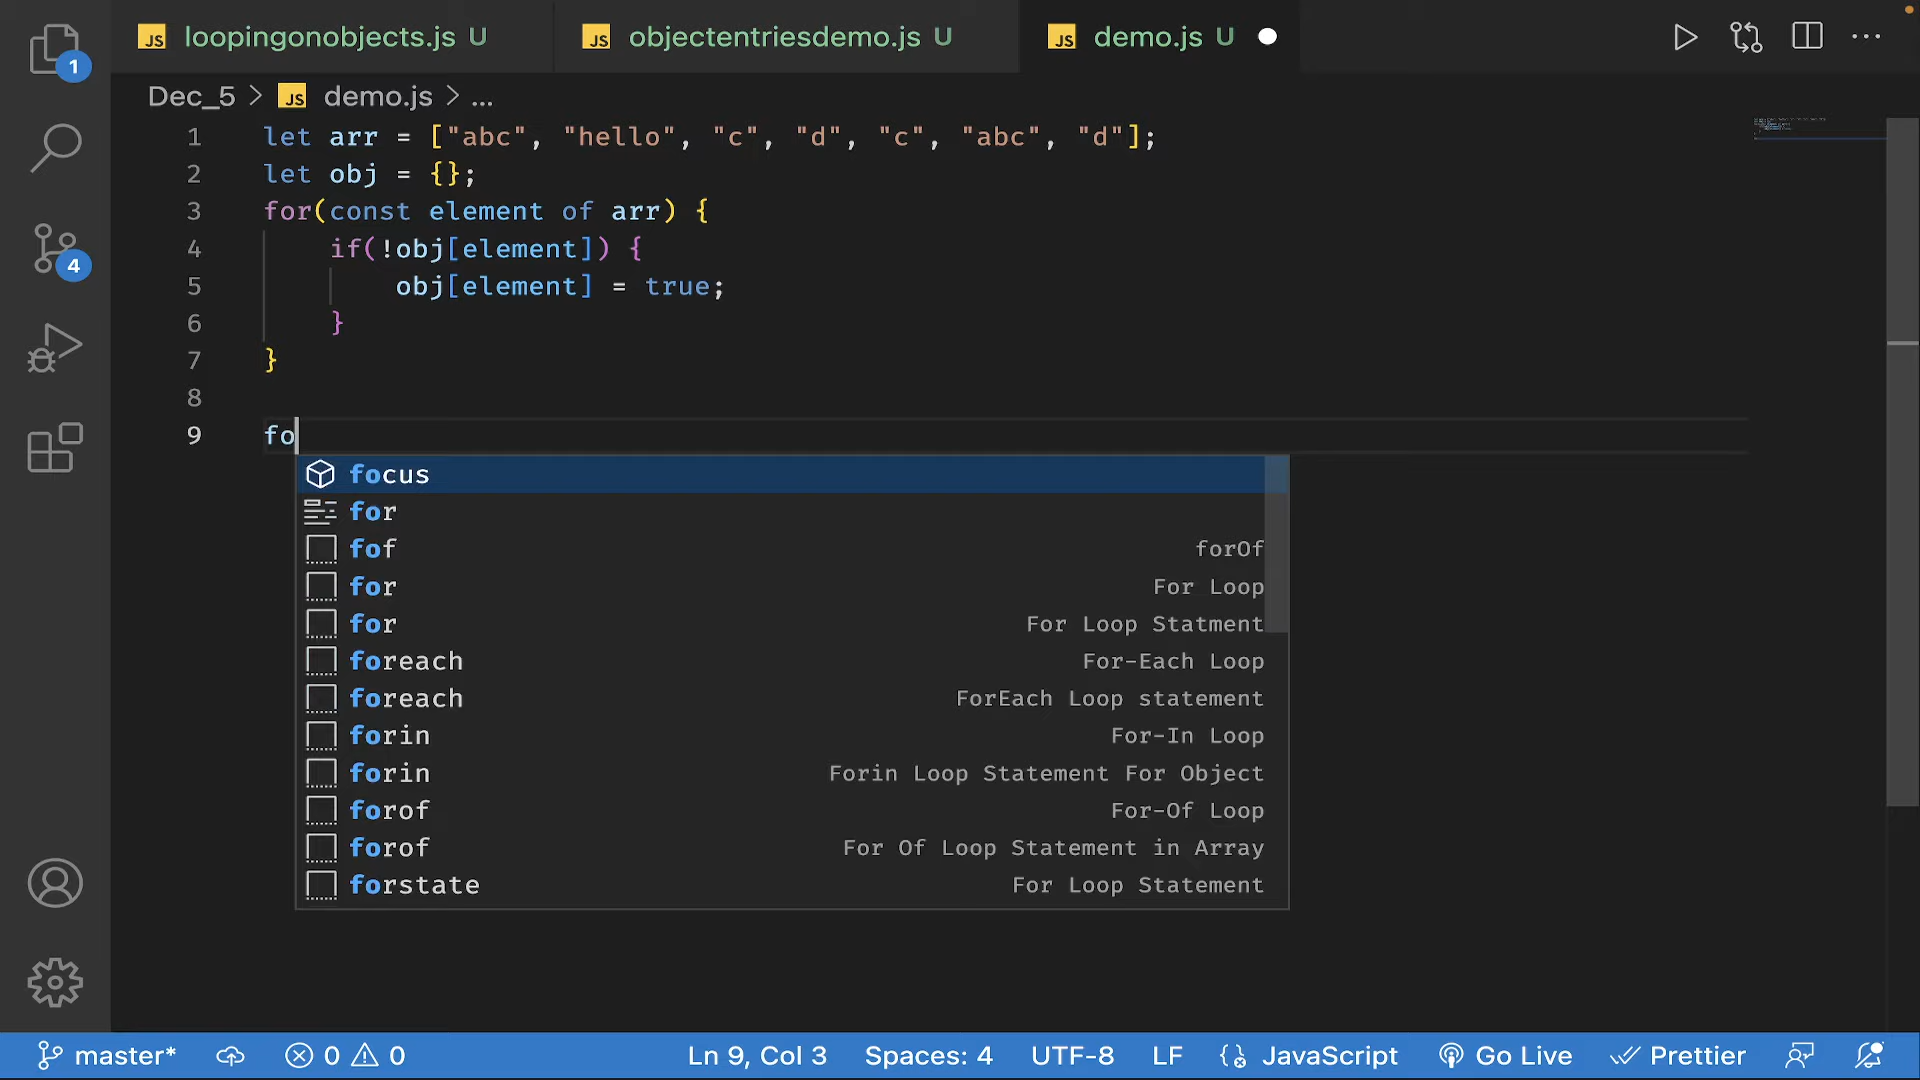 JS loopingonobjects.js U JS objectentriesdemo.js U JS demo.js U
1
Dec_5 > JS demo.js > ...
1 let arr = ["abc", "hello", "c", "d", "c", "abc", "d"];
2 let obj = {};
3 for(const element of arr) {
4 if(!obj[element]) {
5 obj[element] = true;
6 }
7 }
8
9 fo
4
focus
for
fof forOf
for For Loop
for For Loop Statment
foreach For-Each Loop
foreach ForEach Loop statement
forin For-In Loop
forin Forin Loop Statement For Object
forof For-Of Loop
forof For Of Loop Statement in Array
forstate For Loop Statement
master* 0 0 Ln 9, Col 3 Spaces: 4 UTF-8 LF JavaScript Go Live Prettier